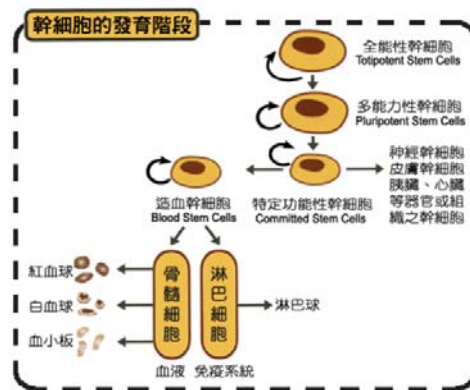 幹細胞的發育階段
全能性幹細胞
Totipotent Stem Cells
多能力性幹細胞
Pluripotent Stem Cells
造血幹細胞
Blood Stem Cells
特定功能性幹細胞
Committed Stem Cells
神經幹細胞
皮膚幹細胞
胰臟、心臟
等器官或組
織之幹細胞
紅血球
白血球
血小板
骨髓細胞
淋巴細胞
淋巴球
血液
免疫系統